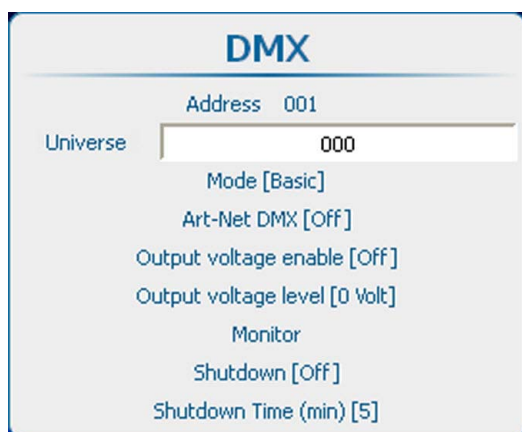 DMX
Address 001
Universe 000
Mode [Basic]
Art-Net DMX [Off]
Output voltage enable [Off]
Output voltage level [0 Volt]
Monitor
Shutdown [Off]
Shutdown Time (min) [5]